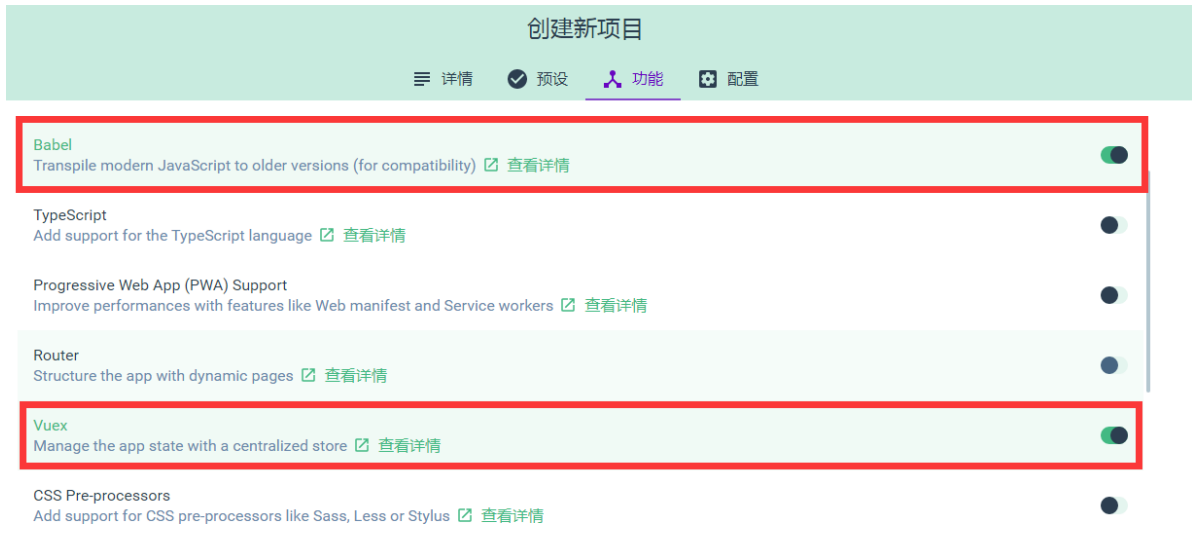 创建新项目
详情 预设 功能 配置
Babel
Transpile modern JavaScript to older versions (for compatibility) 查看详情
TypeScript
Add support for the TypeScript language 查看详情
Progressive Web App (PWA) Support
Improve performances with features like Web manifest and Service workers 查看详情
Router
Structure the app with dynamic pages 查看详情
Vuex
Manage the app state with a centralized store 查看详情
CSS Pre-processors
Add support for CSS pre-processors like Sass, Less or Stylus 查看详情